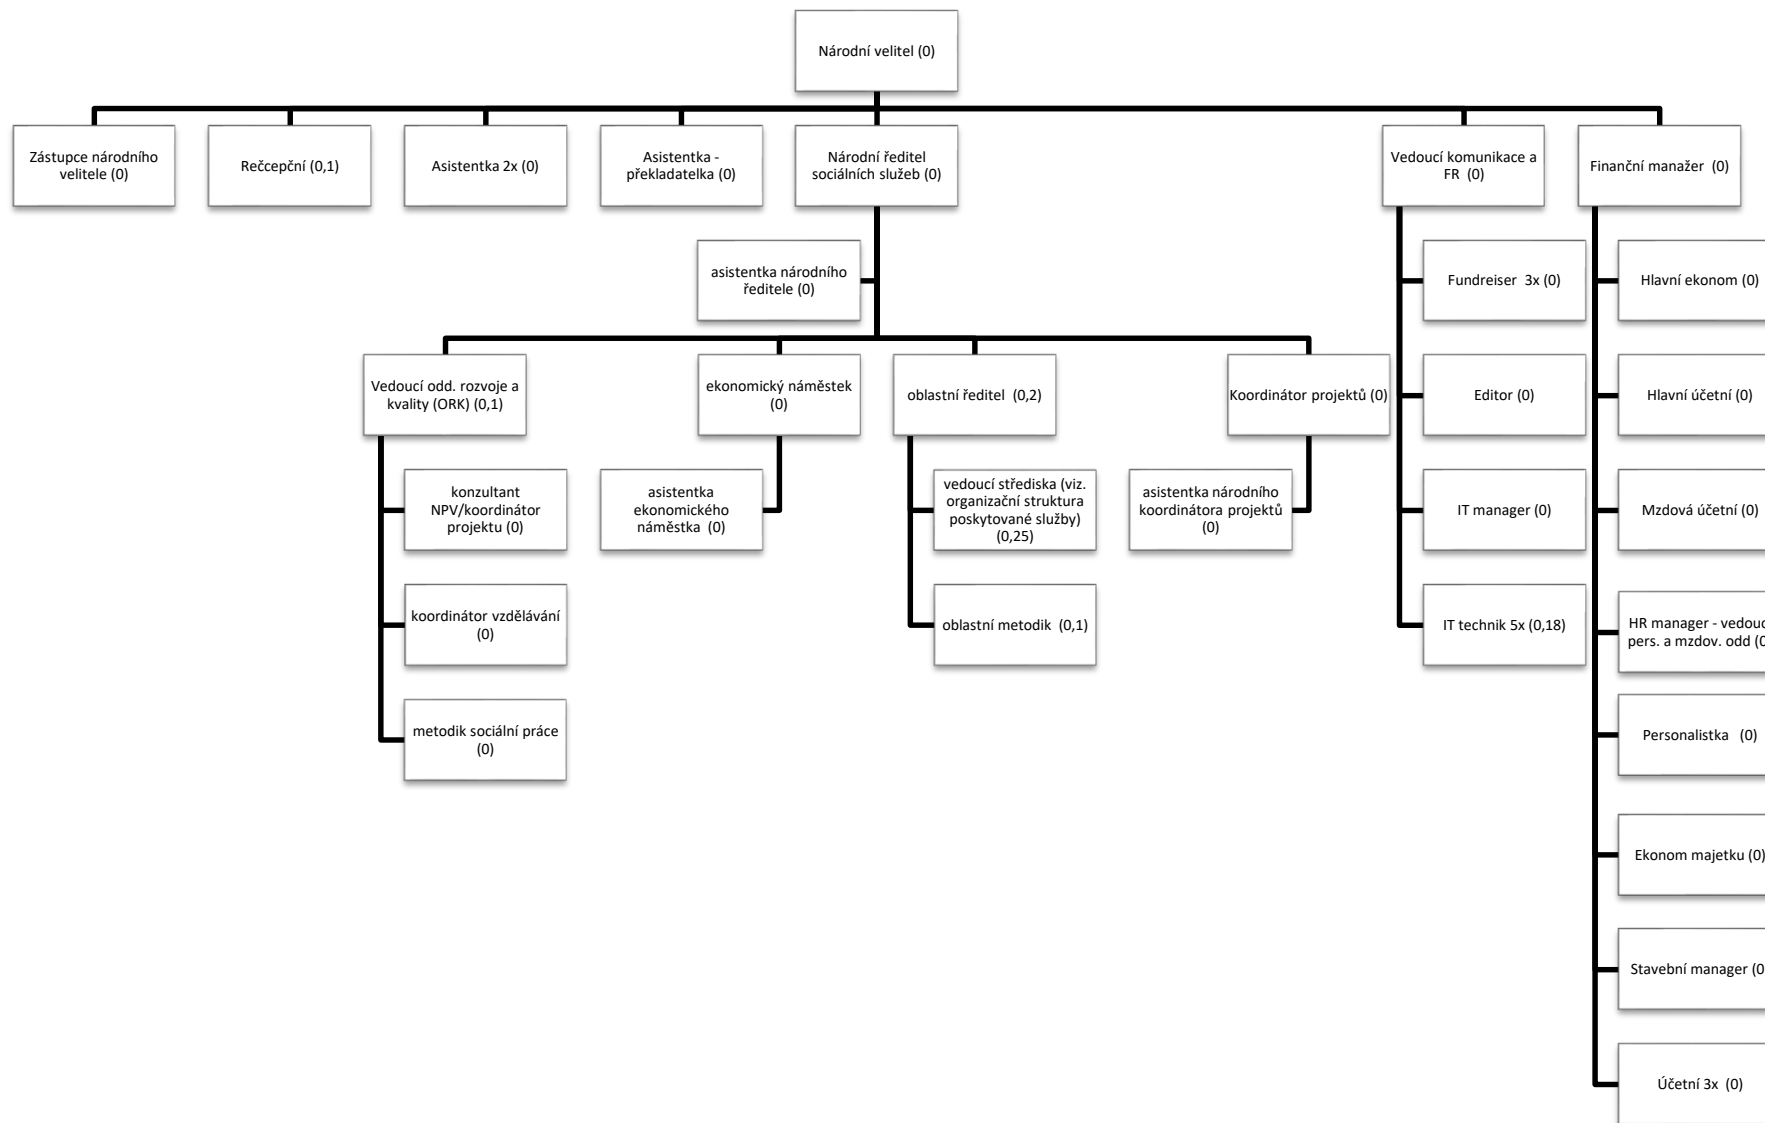 Národní velitel (0)
Zástupce národního
velitele (0)
Rečcepční (0,1)
Asistentka 2x (0)
Asistentka -
překladatelka (0)
Národní ředitel
sociálních služeb (0)
Vedoucí komunikace a
FR  (0)
Finanční manažer  (0)
asistentka národního
ředitele (0)
Fundreiser  3x (0)
Hlavní ekonom (0)
Vedoucí odd. rozvoje a
kvality (ORK) (0,1)
ekonomický náměstek
(0)
oblastní ředitel  (0,2)
Koordinátor projektů (0)
Editor (0)
Hlavní účetní (0)
konzultant
NPV/koordinátor
projektu (0)
asistentka
ekonomického
náměstka  (0)
vedoucí střediska (viz.
organizační struktura
poskytované služby)
(0,25)
asistentka národního
koordinátora projektů
(0)
IT manager (0)
Mzdová účetní (0)
koordinátor vzdělávání
(0)
oblastní metodik  (0,1)
IT technik 5x (0,18)
HR manager - vedouc
pers. a mzdov. odd (0
metodik sociální práce
(0)
Personalistka   (0)
Ekonom majetku (0)
Stavební manager (0
Účetní 3x  (0)